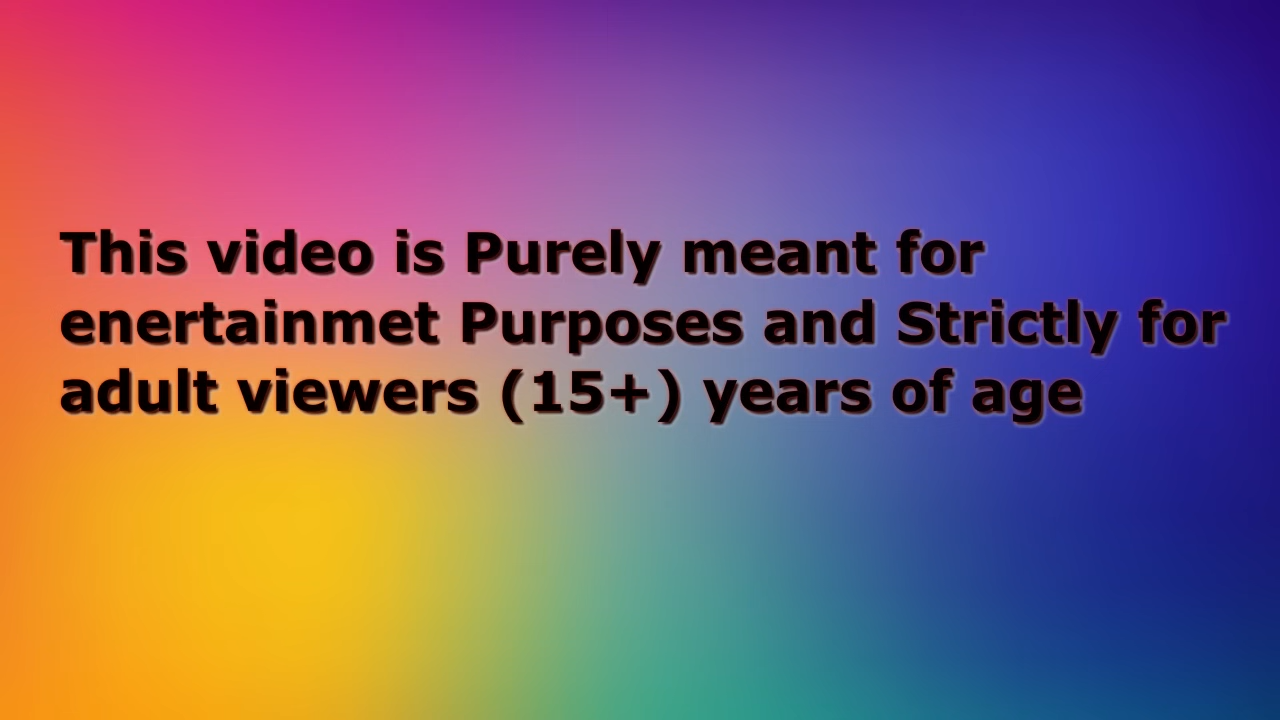 This video is Purely meant for
enertainmet Purposes and Strictly for
adult viewers (15+) years of age